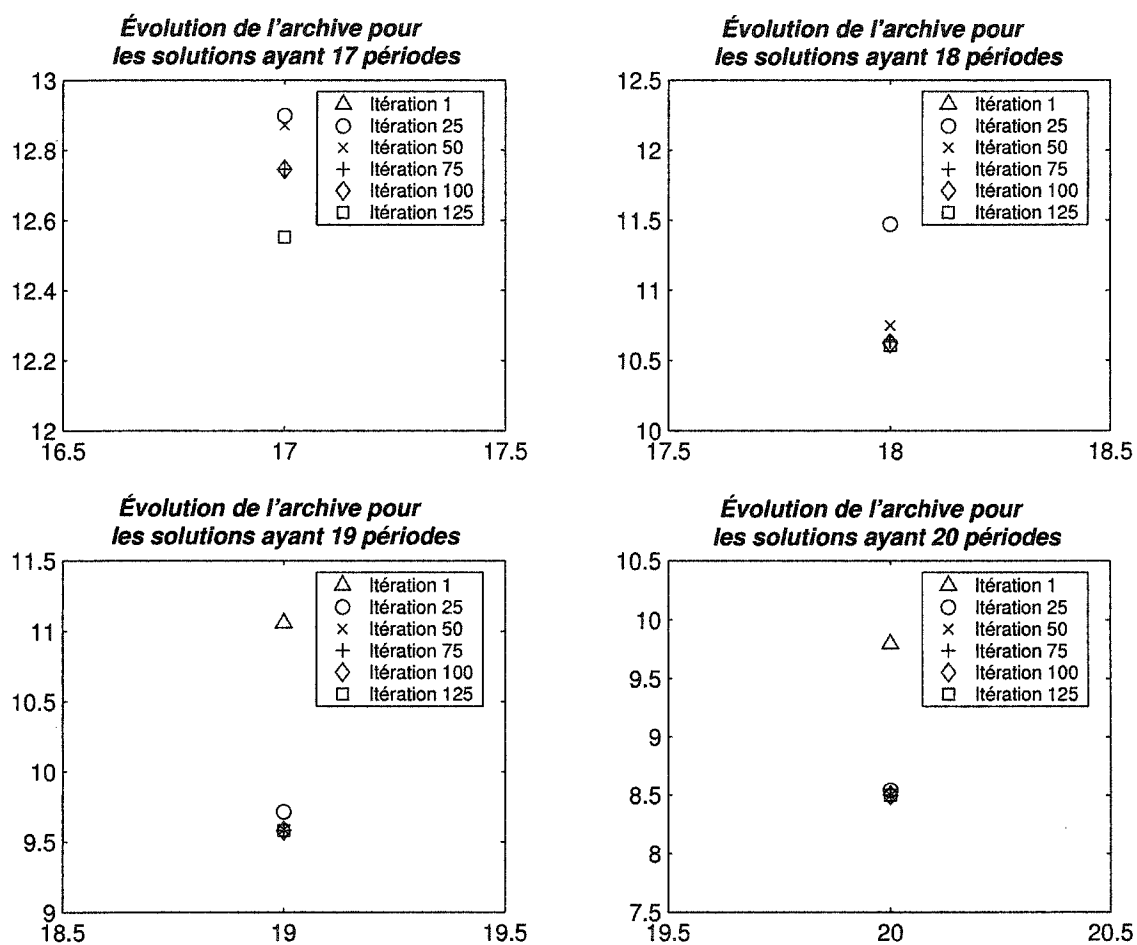 Évolution de l'archive pour
les solutions ayant 17 périodes
13
12.8
12.6
12.4
12.2
12
16.5
17
17.5
Itération 1
Itération 25
Itération 50
Itération 75
Itération 100
Itération 125
Évolution de l'archive pour
les solutions ayant 18 périodes
12.5
12
11.5
11
10.5
10
17.5
18
18.5
Itération 1
Itération 25
Itération 50
Itération 75
Itération 100
Itération 125
Évolution de l'archive pour
les solutions ayant 19 périodes
11.5
11
10.5
10
9.5
9
18.5
19
19.5
Itération 1
Itération 25
Itération 50
Itération 75
Itération 100
Itération 125
Évolution de l'archive pour
les solutions ayant 20 périodes
10.5
10
9.5
9
8.5
8
7.5
19.5
20
20.5
Itération 1
Itération 25
Itération 50
Itération 75
Itération 100
Itération 125